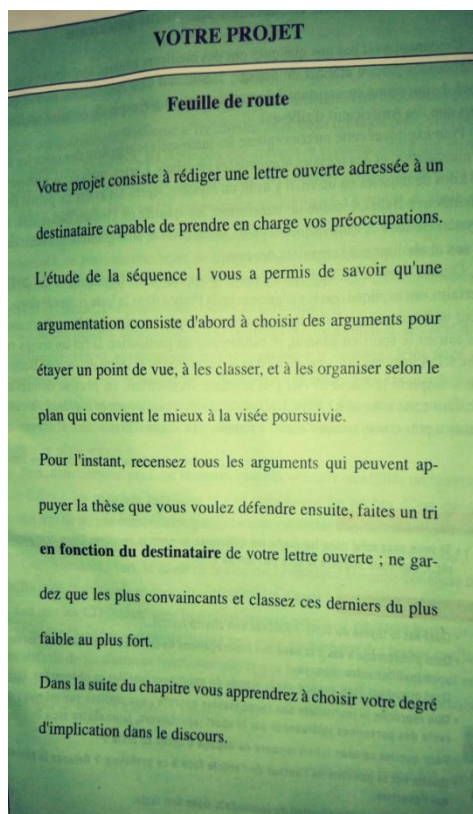 VOTRE PROJET
Feuille de route
Votre projet consiste à rédiger une lettre ouverte adressée à un
destinataire capable de prendre en charge vos préoccupations.
L'étude de la séquence 1 vous a permis de savoir qu'une
argumentation consiste d'abord à choisir des arguments pour
étayer un point de vue, à les classer, et à les organiser selon le
plan qui convient le mieux à la visée poursuivie.
Pour l'instant, recensez tous les arguments qui peuvent ap-
puyer la thèse que vous voulez défendre ensuite, faites un tri
en fonction du destinataire de votre lettre ouverte ; ne gar-
dez que les plus convaincants et classez ces derniers du plus
faible au plus fort.
Dans la suite du chapitre vous apprendrez à choisir votre degré
d'implication dans le discours.